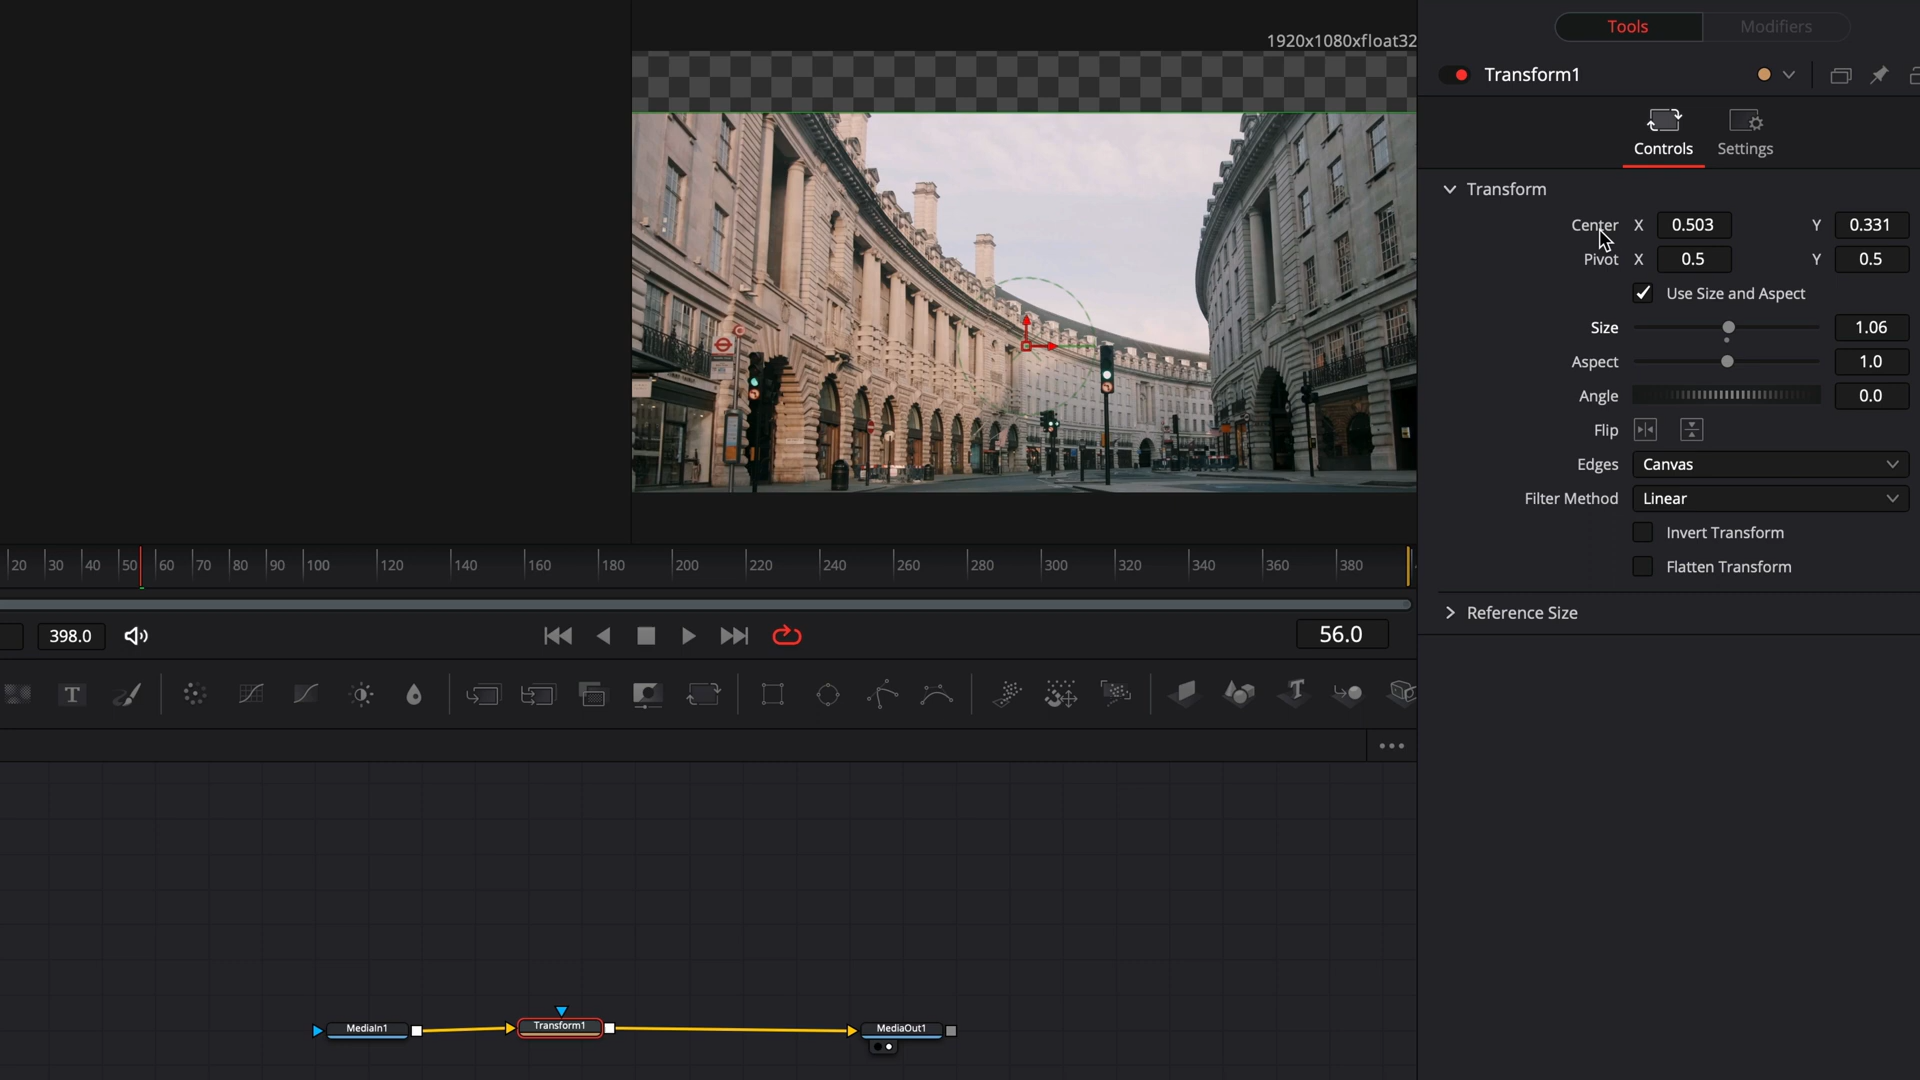 Tools Modifiers
1920x1080xfloat32
Transform1
Controls Settings
Transform
Center X 0.503 Y 0.331
Pivot X 0.5 Y 0.5
Use Size and Aspect
Size 1.06
Aspect 1.0
Angle 0.0
Flip
Edges Canvas
Filter Method Linear
Invert Transform
Flatten Transform
Reference Size
20 30 40 50 60 70 80 90 100 120 140 160 180 200 220 240 260 280 300 320 340 360 380
398.0 56.0
T
MediaIn1 Transform1 MediaOut1